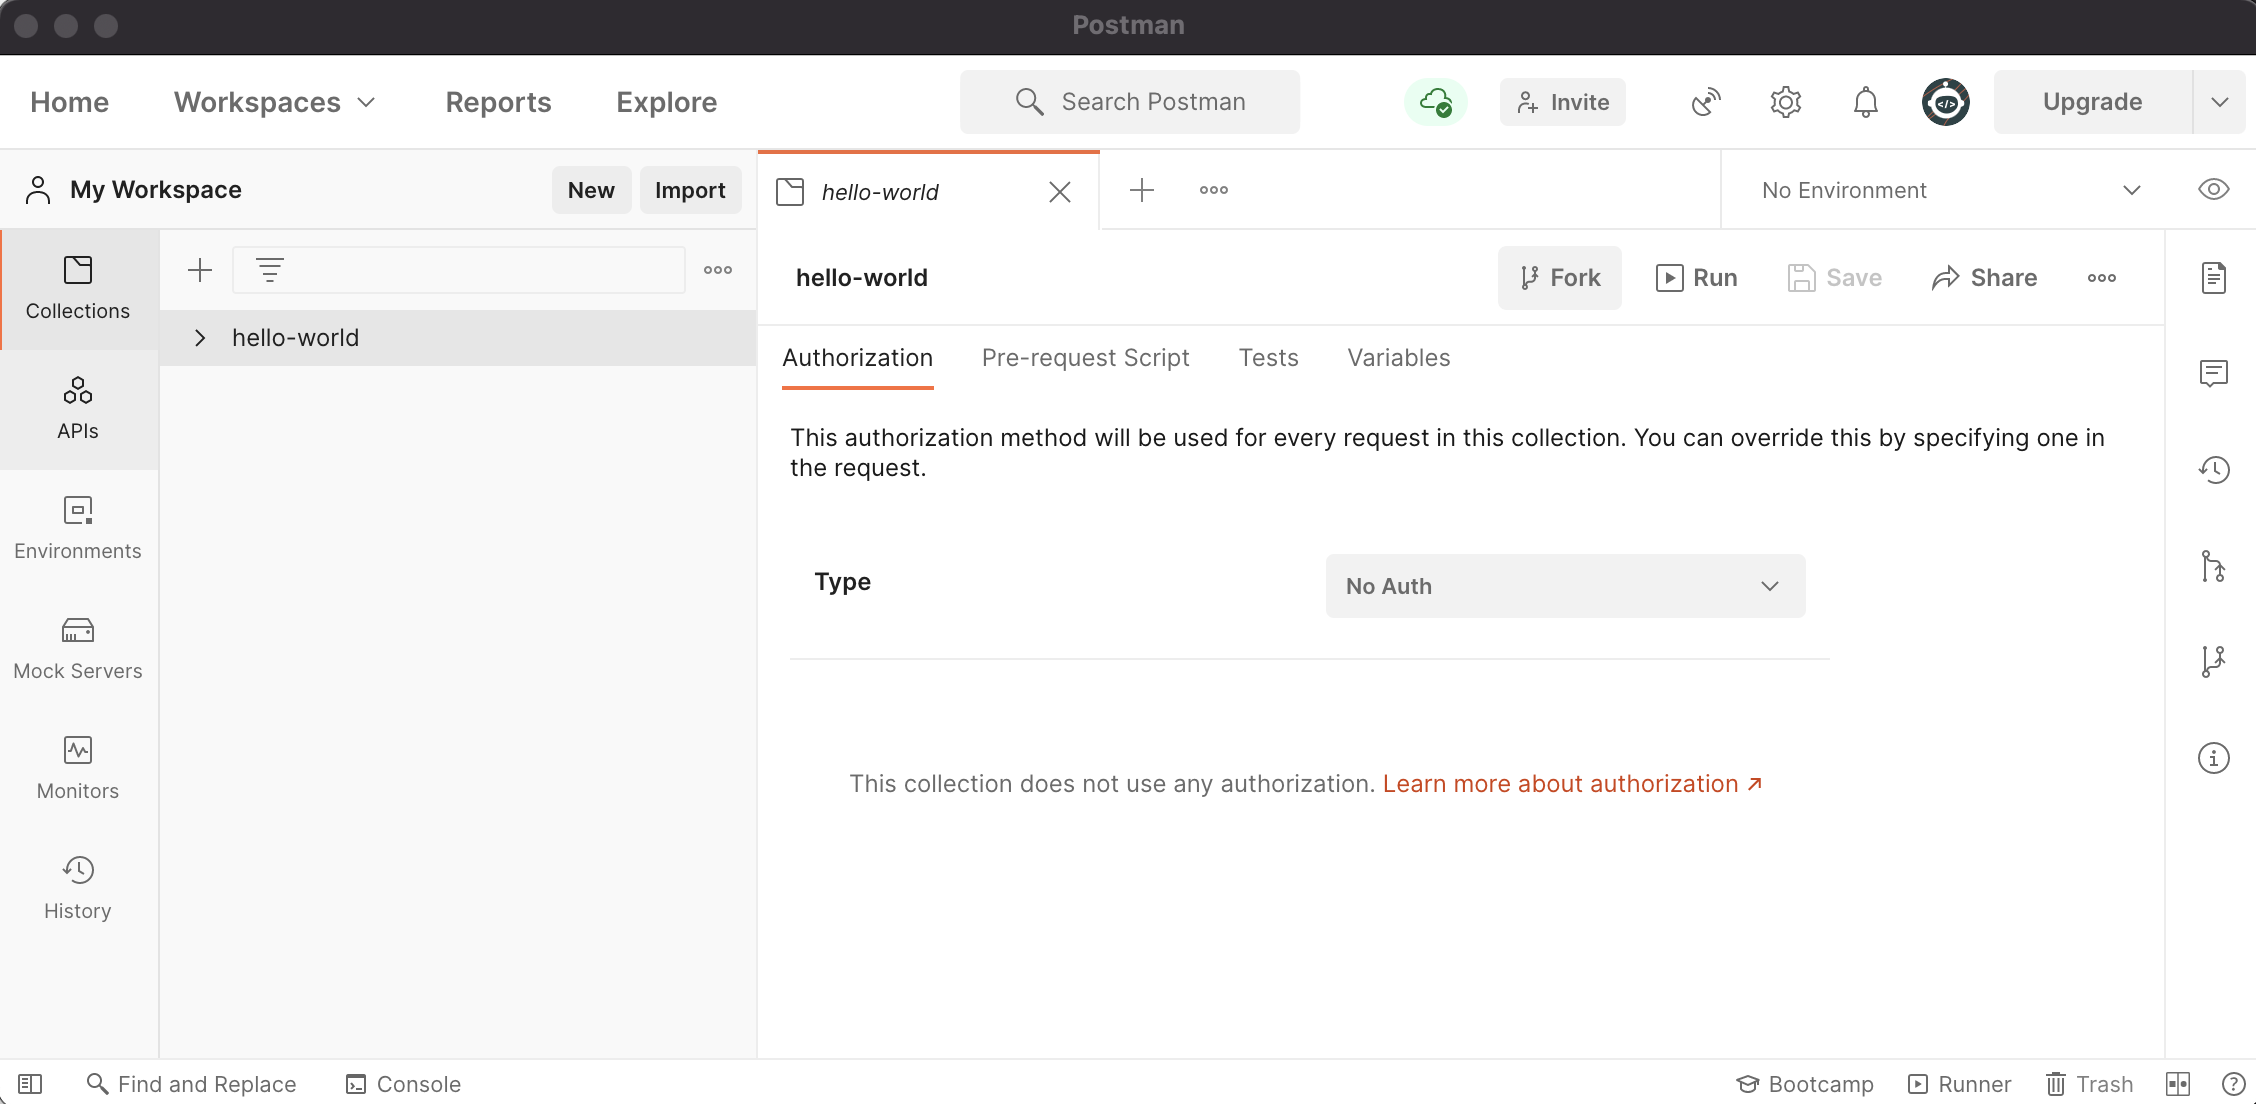 Postman
Home
Workspaces
Reports
Explore
Search Postman
Invite
Upgrade
My Workspace
New
Import
hello-world
No Environment
Collections
APIs
Environments
Mock Servers
Monitors
History
hello-world
hello-world
Fork
Run
Save
Share
Authorization
Pre-request Script
Tests
Variables
This authorization method will be used for every request in this collection. You can override this by specifying one in
the request.
Type
No Auth
This collection does not use any authorization. Learn more about authorization ↗
Find and Replace
Console
Bootcamp
Runner
Trash